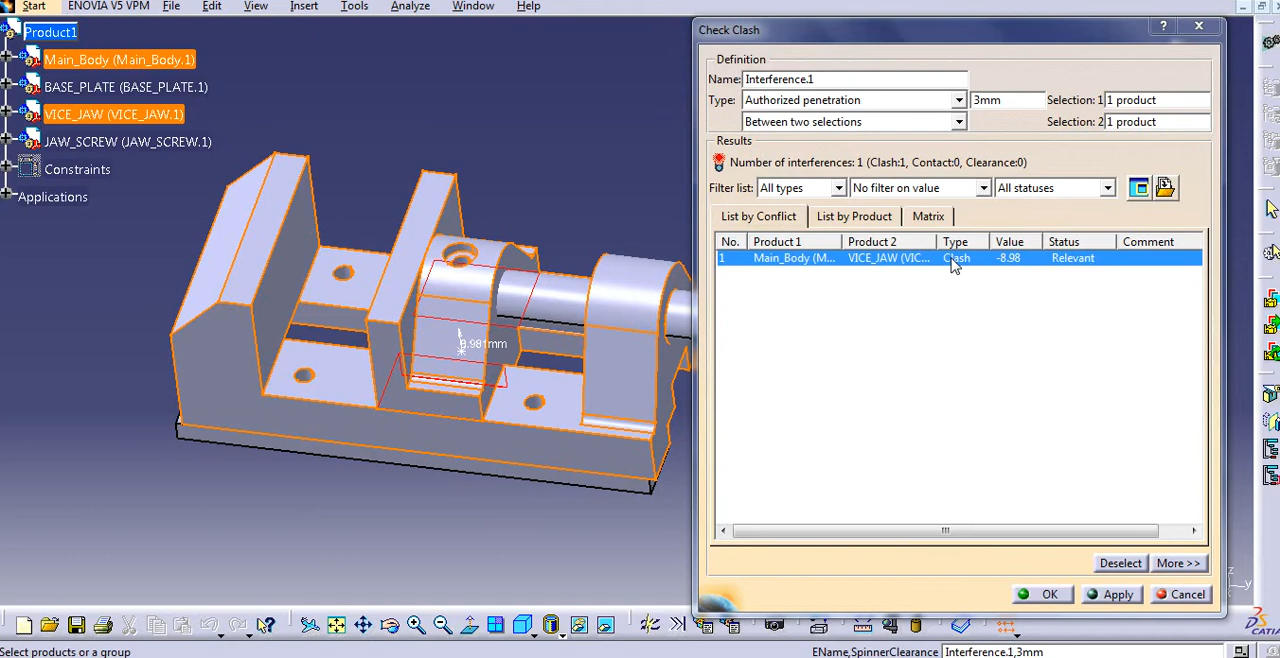 Start ENOVIA V5 VPM File Edit View Insert Tools Analyze Window Help
Product1
Main_Body (Main_Body.1)
BASE_PLATE (BASE_PLATE.1)
VICE_JAW (VICE_JAW.1)
JAW_SCREW (JAW_SCREW.1)
Constraints
Applications
Check Clash
Definition
Name: Interference.1
Type: Authorized penetration 3mm Selection: 1 1 product
Between two selections Selection: 2 1 product
Results
Number of interferences: 1 (Clash:1, Contact:0, Clearance:0)
Filter list: All types No filter on value All statuses
List by Conflict List by Product Matrix
No. Product 1 Product 2 Type Value Status Comment
1 Main_Body (M... VICE_JAW (VIC... Clash -8.98 Relevant
8.981mm
Deselect More >>
OK Apply Cancel
z
y
CATIA
Select products or a group EName,SpinnerClearance Interference.1,3mm